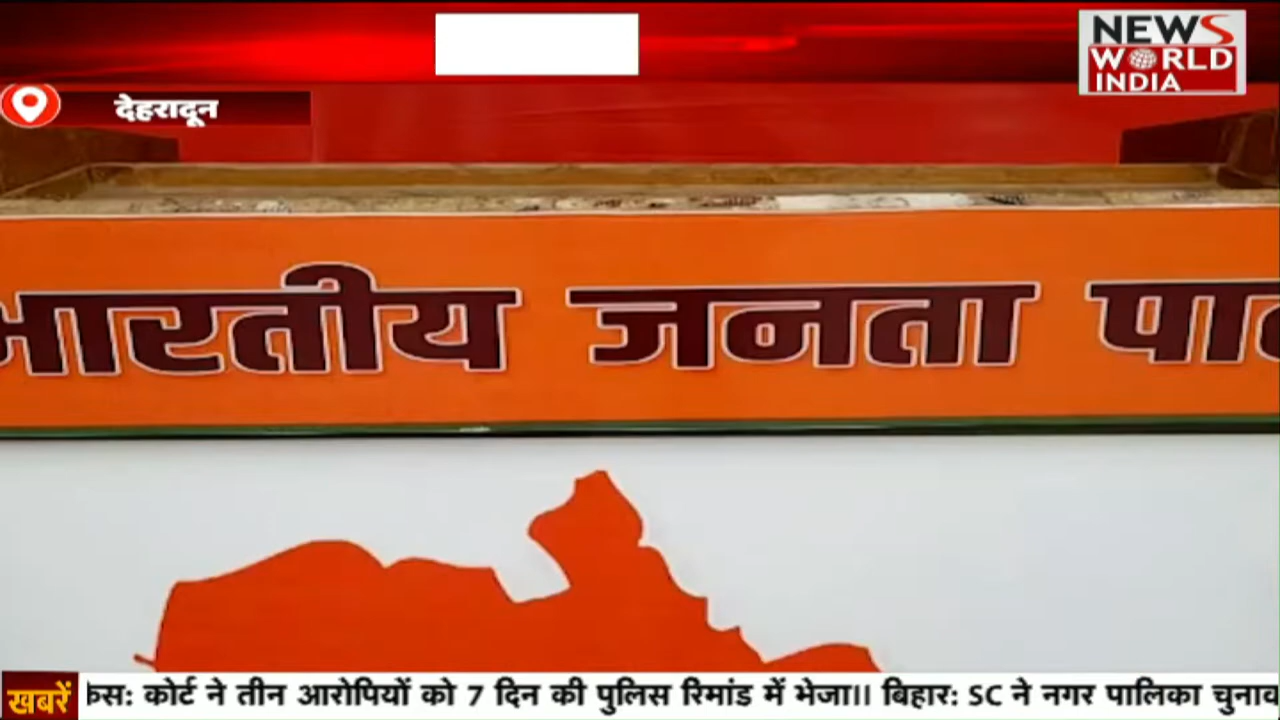 NEWS
WORLD
INDIA
देहरादून
भारतीय जनता
खबरें
कोर्ट ने तीन आरोपियों को 7 दिन की पुलिस रिमांड में भेजा।। बिहार: SC ने नगर पालिका चुनाव